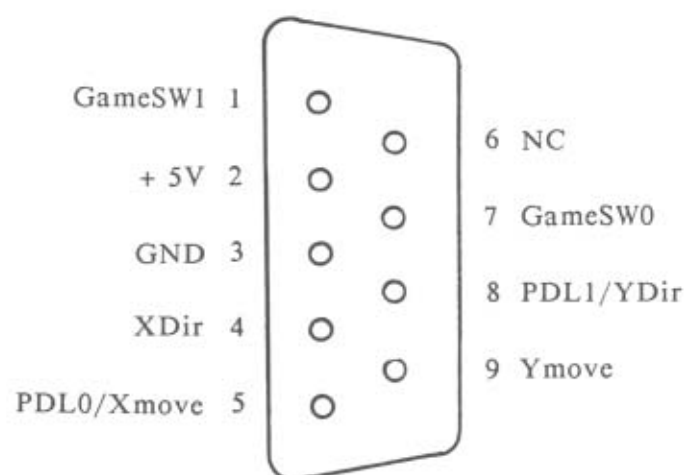 GameSW1 1
+ 5V 2
GND 3
XDir 4
PDL0/Xmove 5
6 NC
7 GameSW0
8 PDL1/YDir
9 Ymove